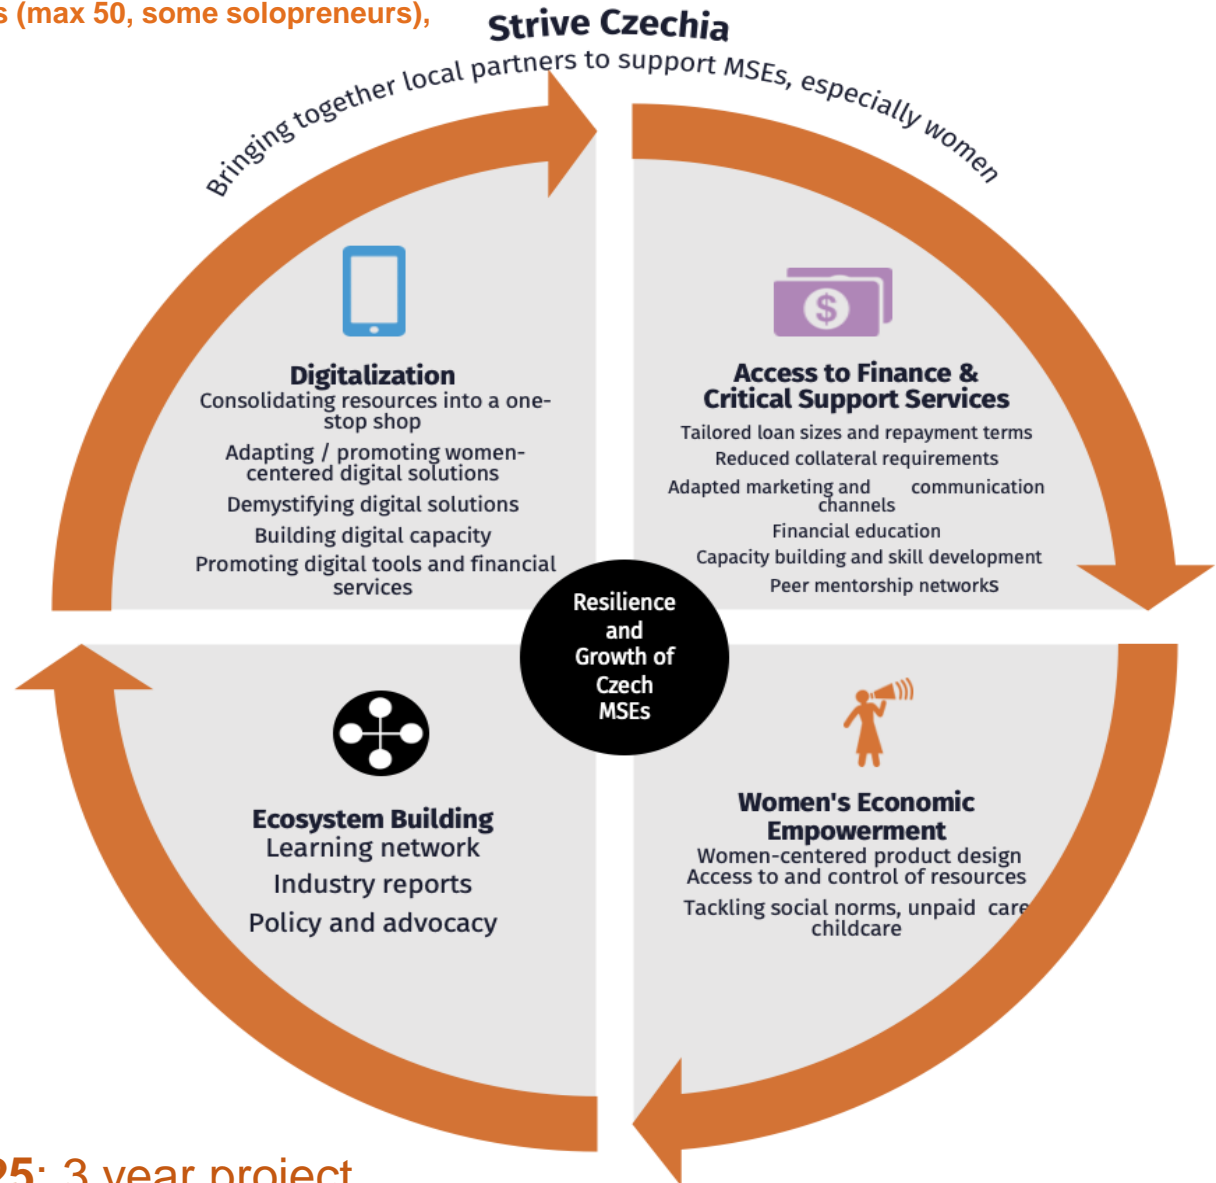 s (max 50, some solopreneurs),
Strive Czechia
Bringing together local partners to support MSEs, especially women
Digitalization
Consolidating resources into a one-
stop shop
Adapting / promoting women-
centered digital solutions
Demystifying digital solutions
Building digital capacity
Promoting digital tools and financial
services
Access to Finance &
Critical Support Services
Tailored loan sizes and repayment terms
Reduced collateral requirements
Adapted marketing and communication
channels
Financial education
Capacity building and skill development
Peer mentorship networks
Resilience
and
Growth of
Czech
MSEs
Ecosystem Building
Learning network
Industry reports
Policy and advocacy
Women's Economic
Empowerment
Women-centered product design
Access to and control of resources
Tackling social norms, unpaid care
childcare
25: 3 year project